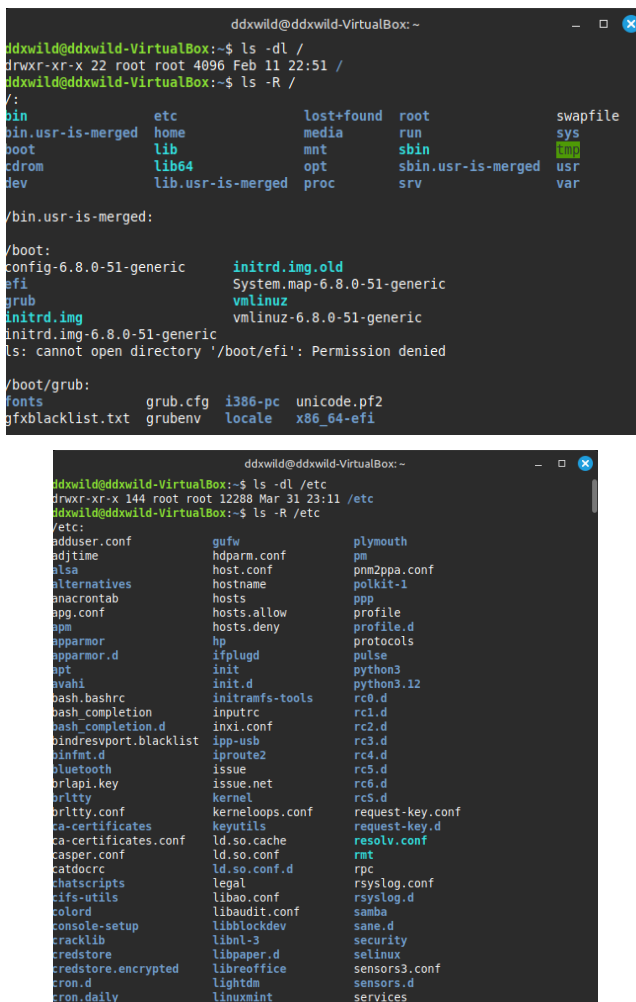 ddxwild@ddxwild-VirtualBox: ~
ddxwild@ddxwild-VirtualBox:~$ ls -dl /
drwxr-xr-x 22 root root 4096 Feb 11 22:51 /
ddxwild@ddxwild-VirtualBox:~$ ls -R /
/:
bin etc lost+found root swapfile
bin.usr-is-merged home media run sys
boot lib mnt sbin tmp
cdrom lib64 opt sbin.usr-is-merged usr
dev lib.usr-is-merged proc srv var
/bin.usr-is-merged:
/boot:
config-6.8.0-51-generic initrd.img.old
efi System.map-6.8.0-51-generic
grub vmlinuz
initrd.img vmlinuz-6.8.0-51-generic
initrd.img-6.8.0-51-generic
ls: cannot open directory '/boot/efi': Permission denied
/boot/grub:
fonts grub.cfg i386-pc unicode.pf2
gfxblacklist.txt grubenv locale x86_64-efi
ddxwild@ddxwild-VirtualBox: ~
ddxwild@ddxwild-VirtualBox:~$ ls -dl /etc
drwxr-xr-x 144 root root 12288 Mar 31 23:11 /etc
ddxwild@ddxwild-VirtualBox:~$ ls -R /etc
/etc:
adduser.conf gufw plymouth
adjtime hdparm.conf pm
alsa host.conf pnm2ppa.conf
alternatives hostname polkit-1
anacrontab hosts ppp
apg.conf hosts.allow profile
apm hosts.deny profile.d
apparmor hp protocols
apparmor.d ifplugd pulse
apt init python3
avahi init.d python3.12
bash.bashrc initramfs-tools rc0.d
bash_completion inputrc rc1.d
bash_completion.d inxi.conf rc2.d
bindresvport.blacklist ipp-usb rc3.d
binfmt.d iproute2 rc4.d
bluetooth issue rc5.d
brlapi.key issue.net rc6.d
brltty kernel rcS.d
brltty.conf kerneloops.conf request-key.conf
ca-certificates keyutils request-key.d
ca-certificates.conf ld.so.cache resolv.conf
casper.conf ld.so.conf rmt
catdocrc ld.so.conf.d rpc
chatscripts legal rsyslog.conf
cifs-utils libao.conf rsyslog.d
colord libaudit.conf samba
console-setup libblockdev sane.d
cracklib libnl-3 security
credstore libpaper.d selinux
credstore.encrypted libreoffice sensors3.conf
cron.d lightdm sensors.d
cron.daily linuxmint services